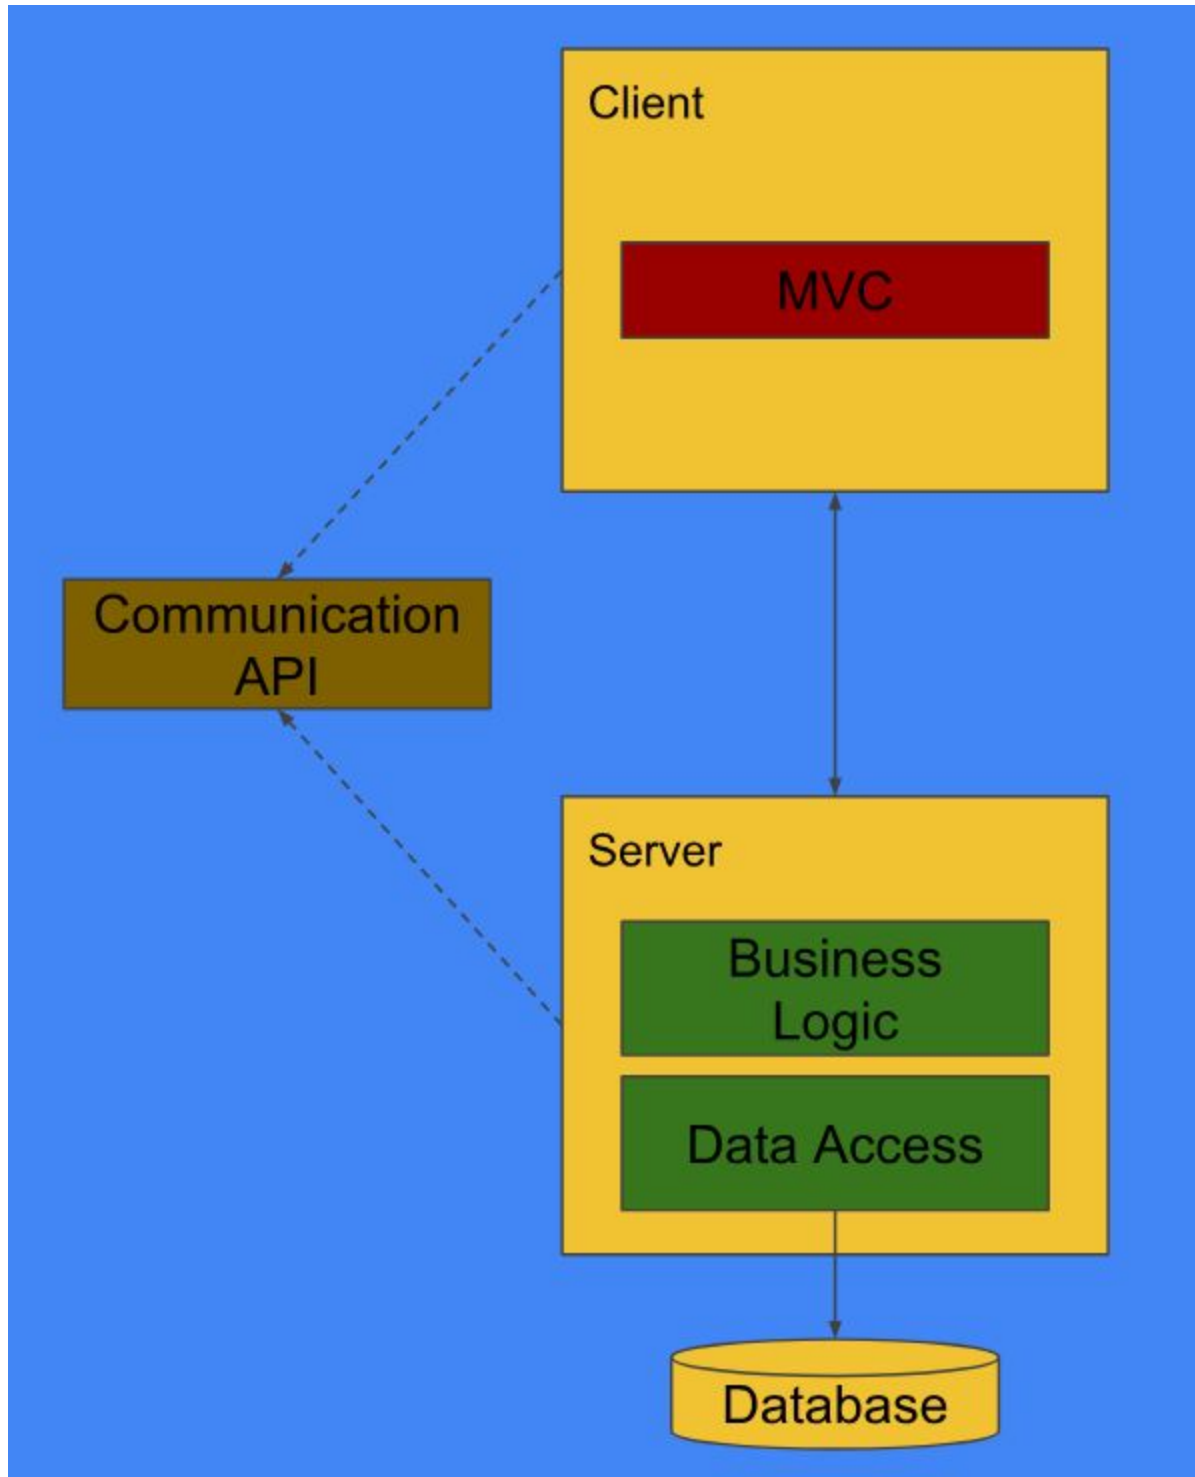 Client
MVC
Communication
API
Server
Business
Logic
Data Access
Database